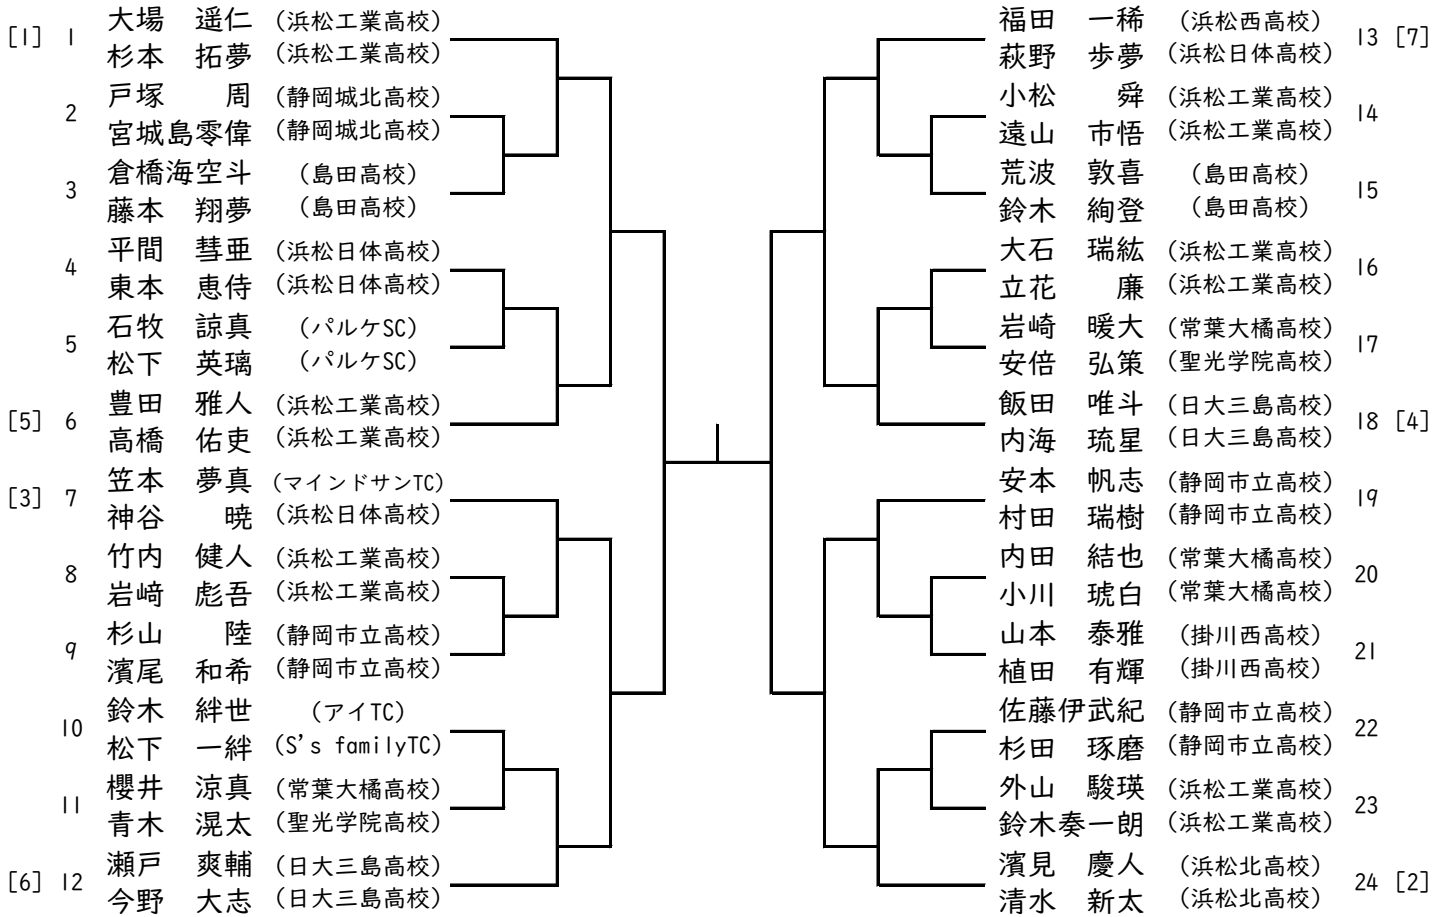 [1] 1 大場 遥仁 (浜松工業高校)
杉本 拓夢 (浜松工業高校)
2 戸塚 周 (静岡城北高校)
宮城島零偉 (静岡城北高校)
3 倉橋海空斗 (島田高校)
藤本 翔夢 (島田高校)
4 平間 彗亜 (浜松日体高校)
東本 恵侍 (浜松日体高校)
5 石牧 諒真 (パルケSC)
松下 英璃 (パルケSC)
[5] 6 豊田 雅人 (浜松工業高校)
高橋 佑吏 (浜松工業高校)
[3] 7 笠本 夢真 (マインドサンTC)
神谷 暁 (浜松日体高校)
8 竹内 健人 (浜松工業高校)
岩﨑 彪吾 (浜松工業高校)
9 杉山 陸 (静岡市立高校)
濱尾 和希 (静岡市立高校)
10 鈴木 絆世 (アイTC)
松下 一絆 (S's familyTC)
11 櫻井 涼真 (常葉大橘高校)
青木 滉太 (聖光学院高校)
[6] 12 瀬戸 爽輔 (日大三島高校)
今野 大志 (日大三島高校)
福田 一稀 (浜松西高校) 13 [7]
萩野 歩夢 (浜松日体高校)
小松 舜 (浜松工業高校) 14
遠山 市悟 (浜松工業高校)
荒波 敦喜 (島田高校) 15
鈴木 絢登 (島田高校)
大石 瑞紘 (浜松工業高校) 16
立花 廉 (浜松工業高校)
岩崎 暖大 (常葉大橘高校) 17
安倍 弘策 (聖光学院高校)
飯田 唯斗 (日大三島高校) 18 [4]
内海 琉星 (日大三島高校)
安本 帆志 (静岡市立高校) 19
村田 瑞樹 (静岡市立高校)
内田 結也 (常葉大橘高校) 20
小川 琥白 (常葉大橘高校)
山本 泰雅 (掛川西高校) 21
植田 有輝 (掛川西高校)
佐藤伊武紀 (静岡市立高校) 22
杉田 琢磨 (静岡市立高校)
外山 駿瑛 (浜松工業高校) 23
鈴木奏一朗 (浜松工業高校)
濱見 慶人 (浜松北高校) 24 [2]
清水 新太 (浜松北高校)